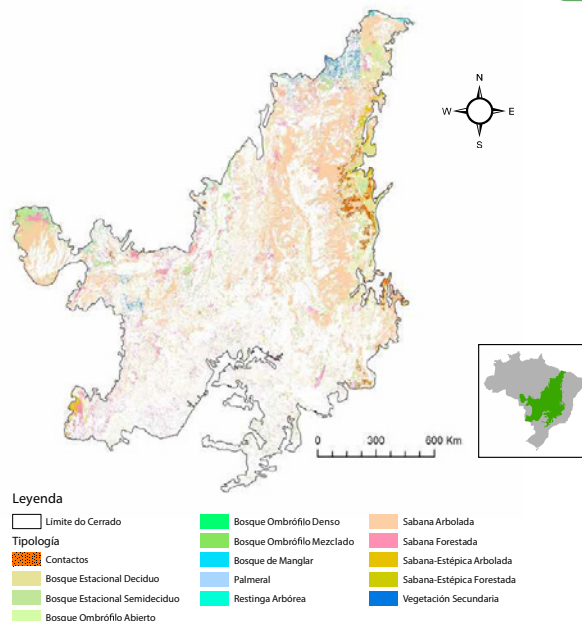 N
W E
S
0 300 600 Km
Leyenda
Límite do Cerrado
Tipología
Contactos
Bosque Estacional Deciduo
Bosque Estacional Semideciduo
Bosque Ombrófilo Abierto
Bosque Ombrófilo Denso
Bosque Ombrófilo Mezclado
Bosque de Manglar
Palmeral
Restinga Arbórea
Sabana Arbolada
Sabana Forestada
Sabana-Estépica Arbolada
Sabana-Estépica Forestada
Vegetación Secundaria